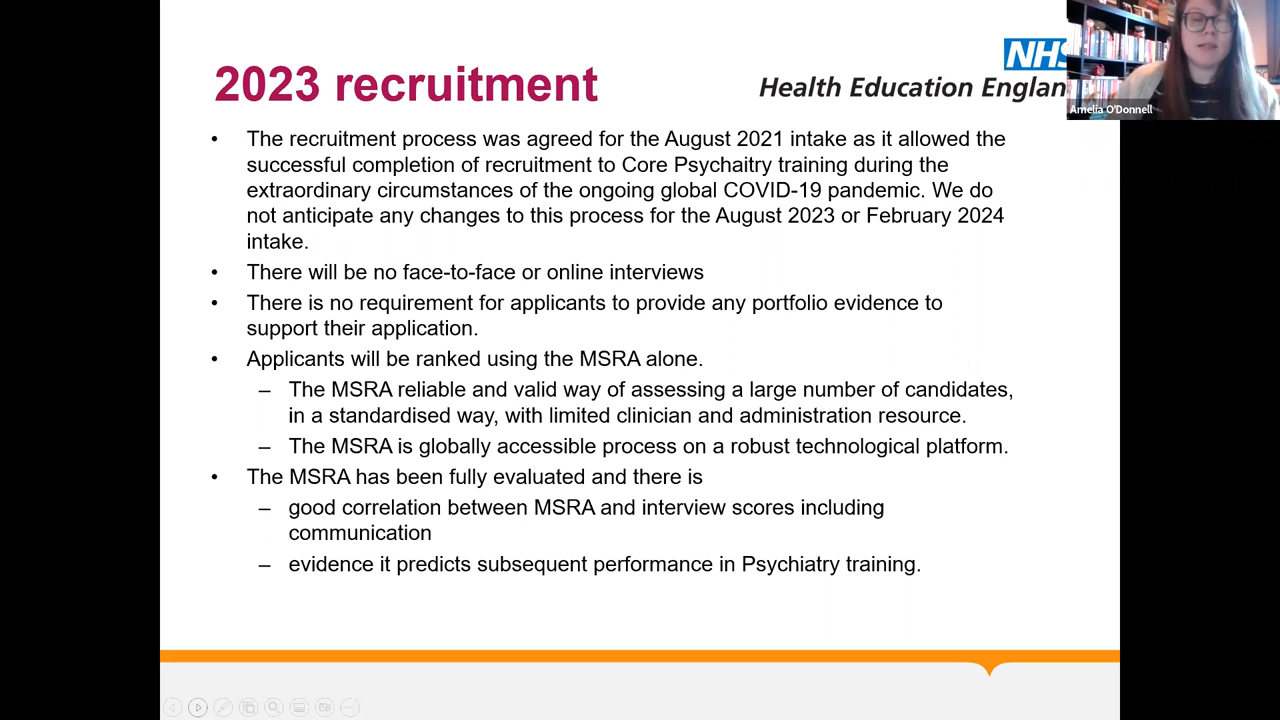 2023 recruitment
NHS
Health Education Englan
Amelia O'Donnell
• The recruitment process was agreed for the August 2021 intake as it allowed the
successful completion of recruitment to Core Psychaitry training during the
extraordinary circumstances of the ongoing global COVID-19 pandemic. We do
not anticipate any changes to this process for the August 2023 or February 2024
intake.
• There will be no face-to-face or online interviews
• There is no requirement for applicants to provide any portfolio evidence to
support their application.
• Applicants will be ranked using the MSRA alone.
– The MSRA reliable and valid way of assessing a large number of candidates,
in a standardised way, with limited clinician and administration resource.
– The MSRA is globally accessible process on a robust technological platform.
• The MSRA has been fully evaluated and there is
– good correlation between MSRA and interview scores including
communication
– evidence it predicts subsequent performance in Psychiatry training.